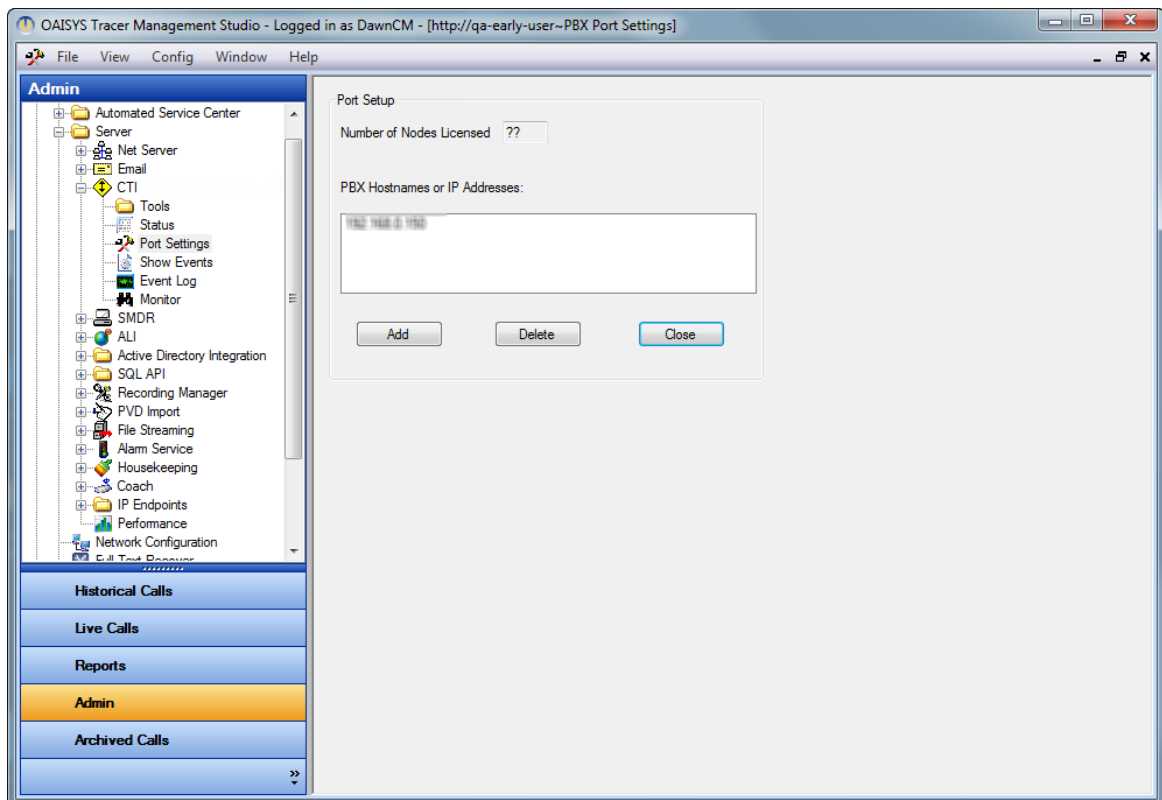 OAISYS Tracer Management Studio - Logged in as DawnCM - [http://qa-early-user~PBX Port Settings]
File View Config Window Help
Admin
Automated Service Center
Server
Net Server
Email
CTI
Tools
Status
Port Settings
Show Events
Event Log
Monitor
SMDR
ALI
Active Directory Integration
SQL API
Recording Manager
PVD Import
File Streaming
Alarm Service
Housekeeping
Coach
IP Endpoints
Performance
Network Configuration
Full Text
Historical Calls
Live Calls
Reports
Admin
Archived Calls
Port Setup
Number of Nodes Licensed ??
PBX Hostnames or IP Addresses:
Add Delete Close